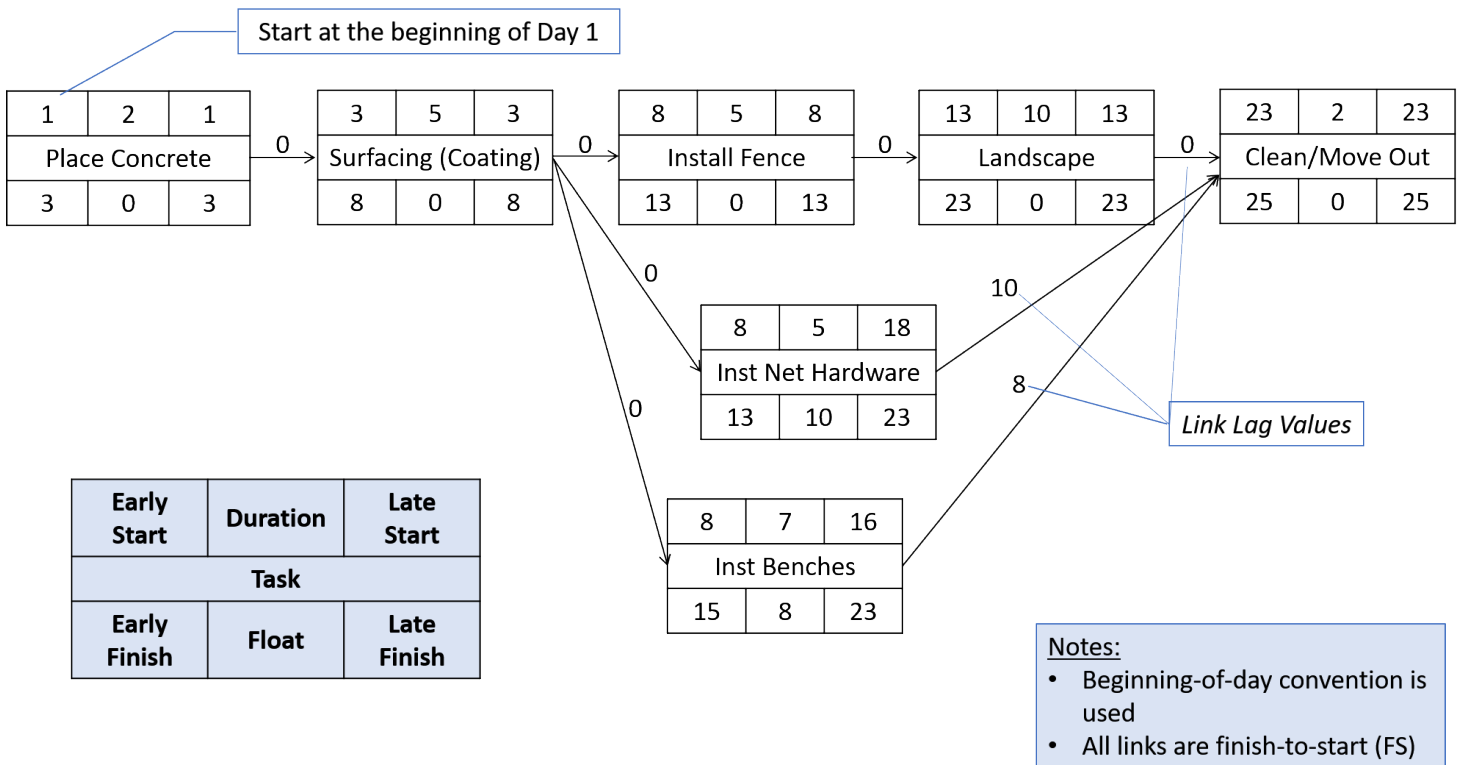 Start at the beginning of Day 1
1 2 1
Place Concrete
3 0 3
0
3 5 3
Surfacing (Coating)
8 0 8
0
8 5 8
Install Fence
13 0 13
0
13 10 13
Landscape
23 0 23
0
23 2 23
Clean/Move Out
25 0 25
0
8 5 18
Inst Net Hardware
13 10 23
10
0
8 7 16
Inst Benches
15 8 23
8
Link Lag Values
Early
Start
Duration
Late
Start
Task
Early
Finish
Float
Late
Finish
Notes:
• Beginning-of-day convention is
used
• All links are finish-to-start (FS)